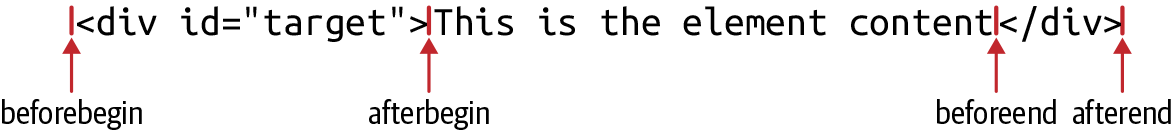 <div id="target">This is the element content</div>
beforebegin afterbegin beforeend afterend